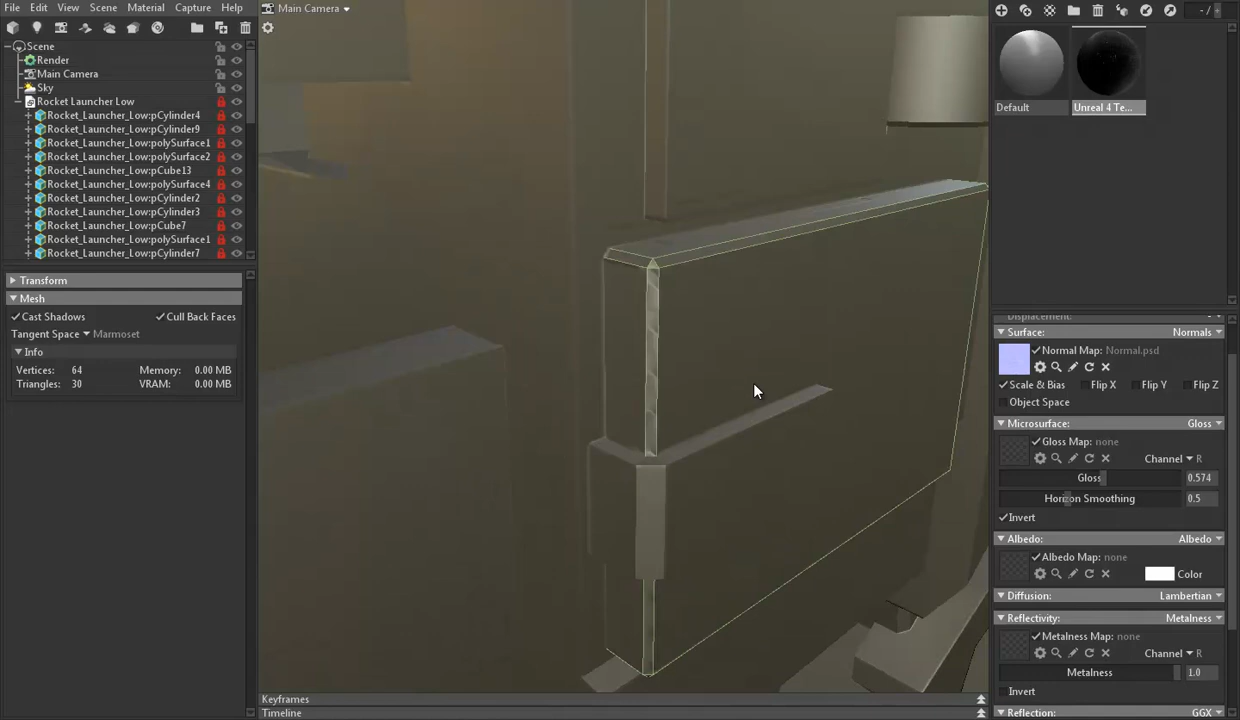 File Edit View Scene Material Capture Help
Main Camera
- / +
Scene
Render
Main Camera
Sky
Rocket Launcher Low
Rocket_Launcher_Low:pCylinder4
Rocket_Launcher_Low:pCylinder9
Rocket_Launcher_Low:polySurface1
Rocket_Launcher_Low:polySurface2
Rocket_Launcher_Low:pCube13
Rocket_Launcher_Low:polySurface4
Rocket_Launcher_Low:pCylinder2
Rocket_Launcher_Low:pCylinder3
Rocket_Launcher_Low:pCube7
Rocket_Launcher_Low:polySurface1
Rocket_Launcher_Low:pCylinder7
Transform
Mesh
Cast Shadows Cull Back Faces
Tangent Space Marmoset
Info
Vertices: 64 Memory: 0.00 MB
Triangles: 30 VRAM: 0.00 MB
Keyframes
Timeline
Default Unreal 4 Te...
Displacement:
Surface: Normals
Normal Map: Normal.psd
Scale & Bias Flip X Flip Y Flip Z
Object Space
Microsurface: Gloss
Gloss Map: none
Channel R
Gloss 0.574
Horizon Smoothing 0.5
Invert
Albedo: Albedo
Albedo Map: none
Color
Diffusion: Lambertian
Reflectivity: Metalness
Metalness Map: none
Channel R
Metalness 1.0
Invert
Reflection: GGX